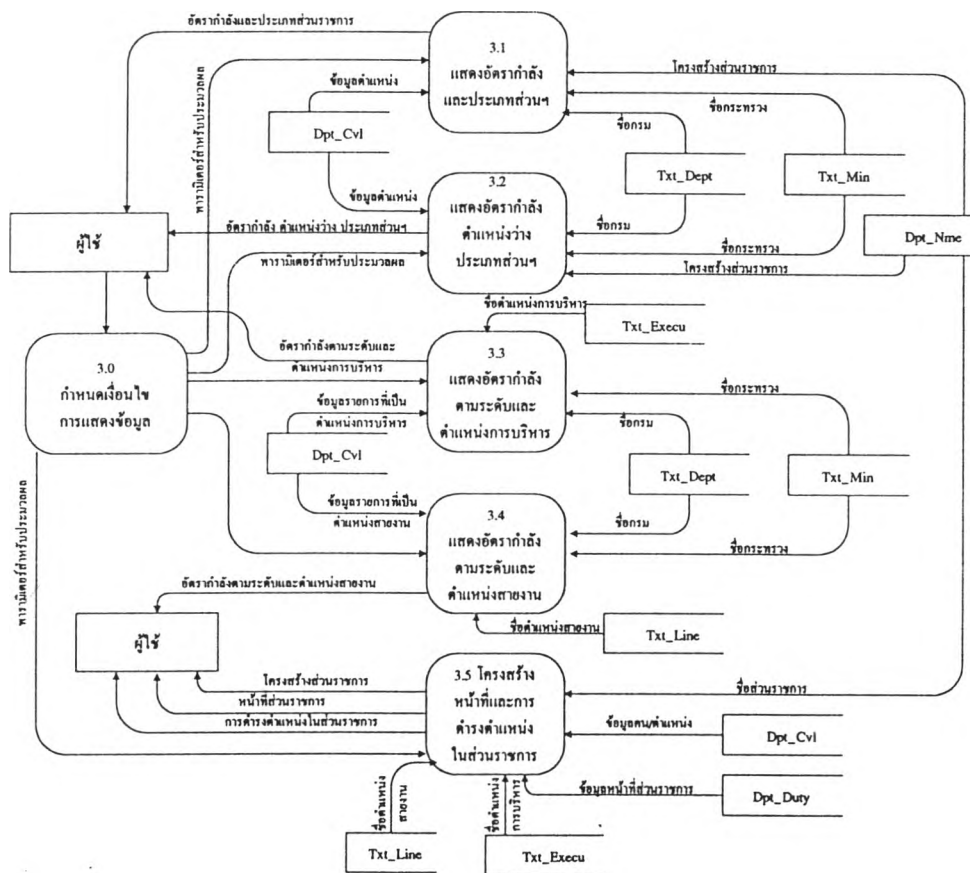 อัตรากำลังและประเภทส่วนราชการ
3.1
แสดงอัตรากำลัง
และประเภทส่วนฯ
โครงสร้างส่วนราชการ
ชื่อกระทรวง
ชื่อกรม
ข้อมูลตำแหน่ง
พารามิเตอร์สำหรับประมวลผล
Dpt_Cvl
Txt_Dept
Txt_Min
ข้อมูลตำแหน่ง
3.2
แสดงอัตรากำลัง
ตำแหน่งว่าง
ประเภทส่วนฯ
ชื่อกรม
ชื่อกระทรวง
โครงสร้างส่วนราชการ
Dpt_Nme
ผู้ใช้
อัตรากำลัง ตำแหน่งว่าง ประเภทส่วนฯ
พารามิเตอร์สำหรับประมวลผล
ชื่อตำแหน่งการบริหาร
Txt_Execu
3.0
กำหนดเงื่อนไข
การแสดงข้อมูล
อัตรากำลังตามระดับและ
ตำแหน่งการบริหาร
3.3
แสดงอัตรากำลัง
ตามระดับและ
ตำแหน่งการบริหาร
ชื่อกระทรวง
ชื่อกรม
ข้อมูลรายการที่เป็น
ตำแหน่งการบริหาร
Dpt_Cvl
Txt_Dept
Txt_Min
ข้อมูลรายการที่เป็น
ตำแหน่งสายงาน
3.4
แสดงอัตรากำลัง
ตามระดับและ
ตำแหน่งสายงาน
ชื่อกรม
ชื่อกระทรวง
พารามิเตอร์สำหรับประมวลผล
อัตรากำลังตามระดับและตำแหน่งสายงาน
ผู้ใช้
ชื่อตำแหน่งสายงาน
Txt_Line
โครงสร้างส่วนราชการ
หน้าที่ส่วนราชการ
การดำรงตำแหน่งในส่วนราชการ
3.5 โครงสร้าง
หน้าที่และการ
ดำรงตำแหน่ง
ในส่วนราชการ
ชื่อส่วนราชการ
ข้อมูลคน/ตำแหน่ง
Dpt_Cvl
ข้อมูลหน้าที่ส่วนราชการ
Dpt_Duty
ชื่อตำแหน่ง
สายงาน
Txt_Line
ชื่อตำแหน่ง
การบริหาร
Txt_Execu